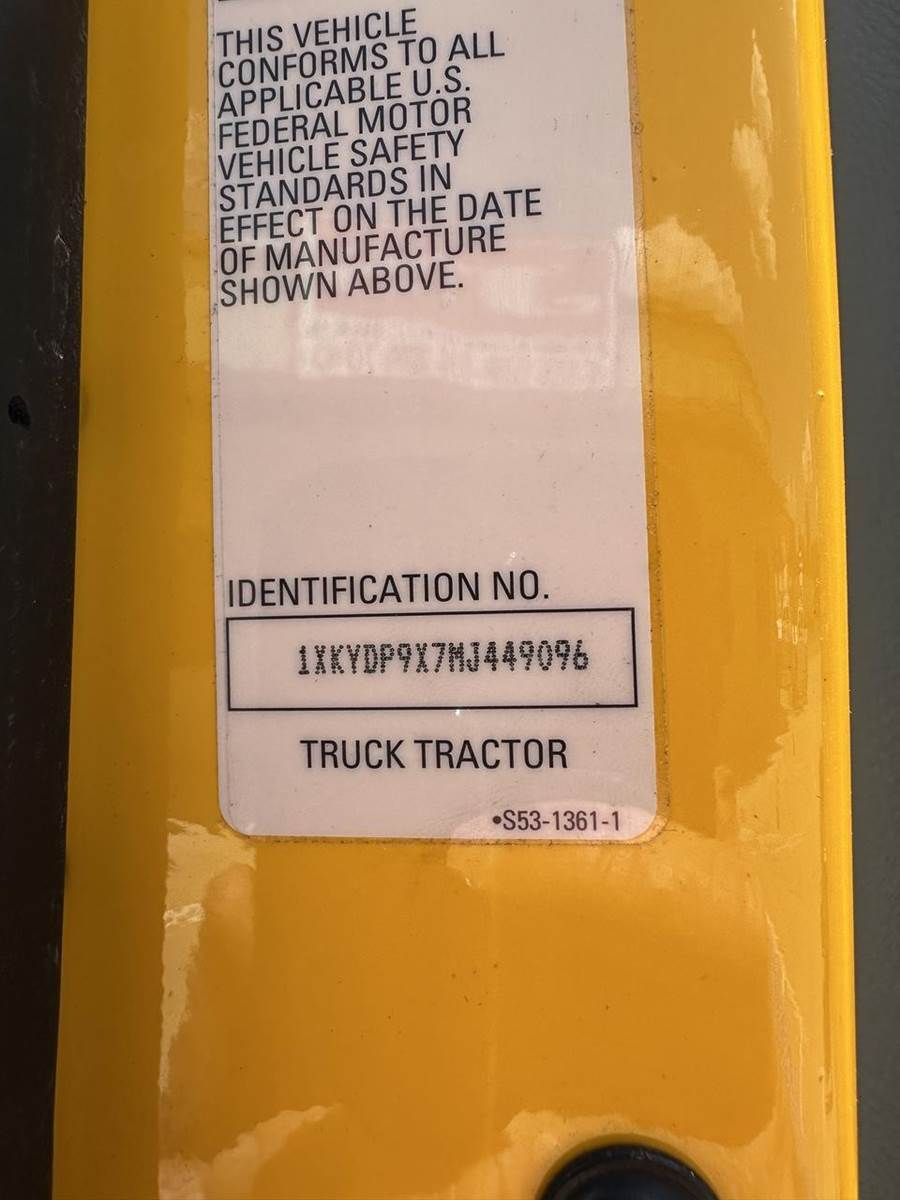 THIS VEHICLE
CONFORMS TO ALL
APPLICABLE U.S.
FEDERAL MOTOR
VEHICLE SAFETY
STANDARDS IN
EFFECT ON THE DATE
OF MANUFACTURE
SHOWN ABOVE.
IDENTIFICATION NO.
1XKYDP9X7MJ449096
TRUCK TRACTOR
•S53-1361-1